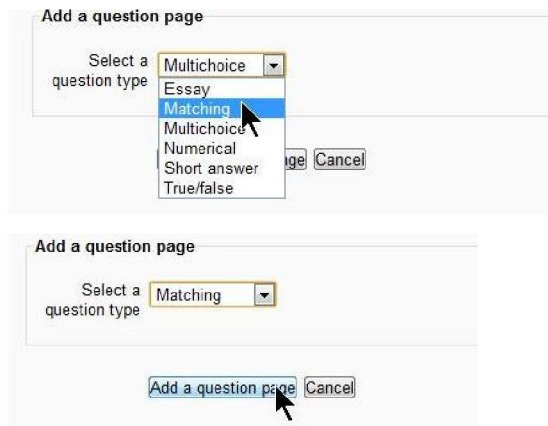 Add a question page
Select a
question type
Multichoice
Essay
Matching
Multichoice
Numerical
Short answer
True/false
Cancel
Add a question page
Select a
question type
Matching
Add a question page
Cancel